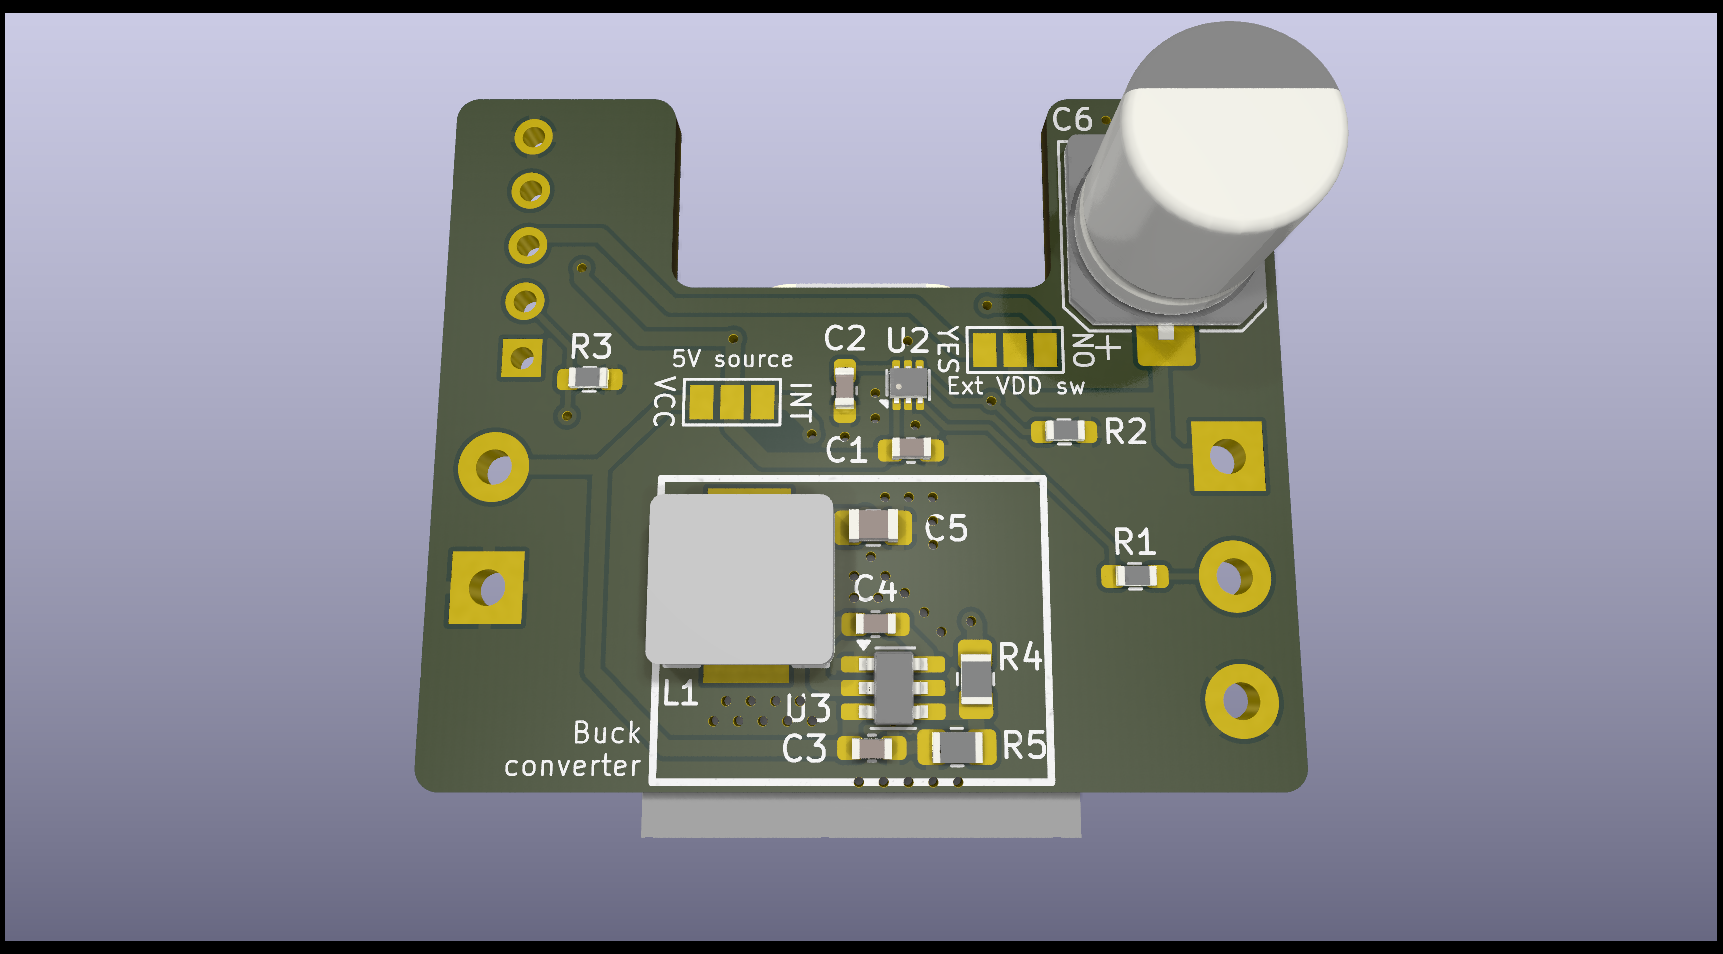 C6
R3
5V source
VCC
INT
C2
U2
YES
NO
+
Ext VDD sw
C1
R2
C5
R1
C4
R4
L1
U3
C3
R5
Buck
converter